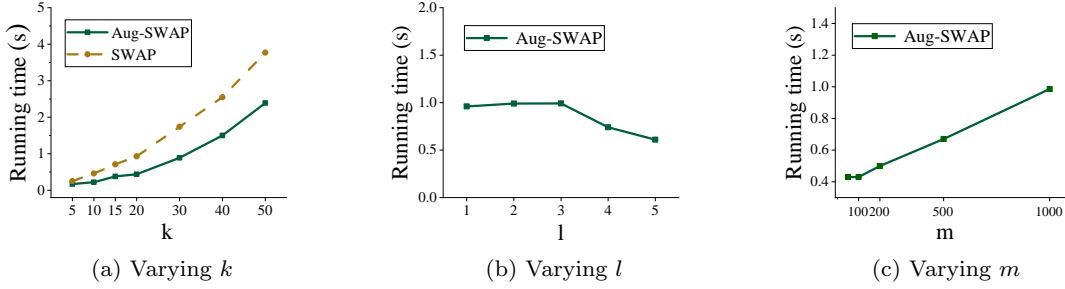 Running time (s)
5
4
3
2
1
0
Aug-SWAP
SWAP
5 10 15 20 30 40 50
k
(a) Varying k
Running time (s)
2.0
1.5
1.0
0.5
0.0
Aug-SWAP
1 2 3 4 5
l
(b) Varying l
Running time (s)
1.4
1.2
1.0
0.8
0.6
0.4
Aug-SWAP
100 200 500 1000
m
(c) Varying m